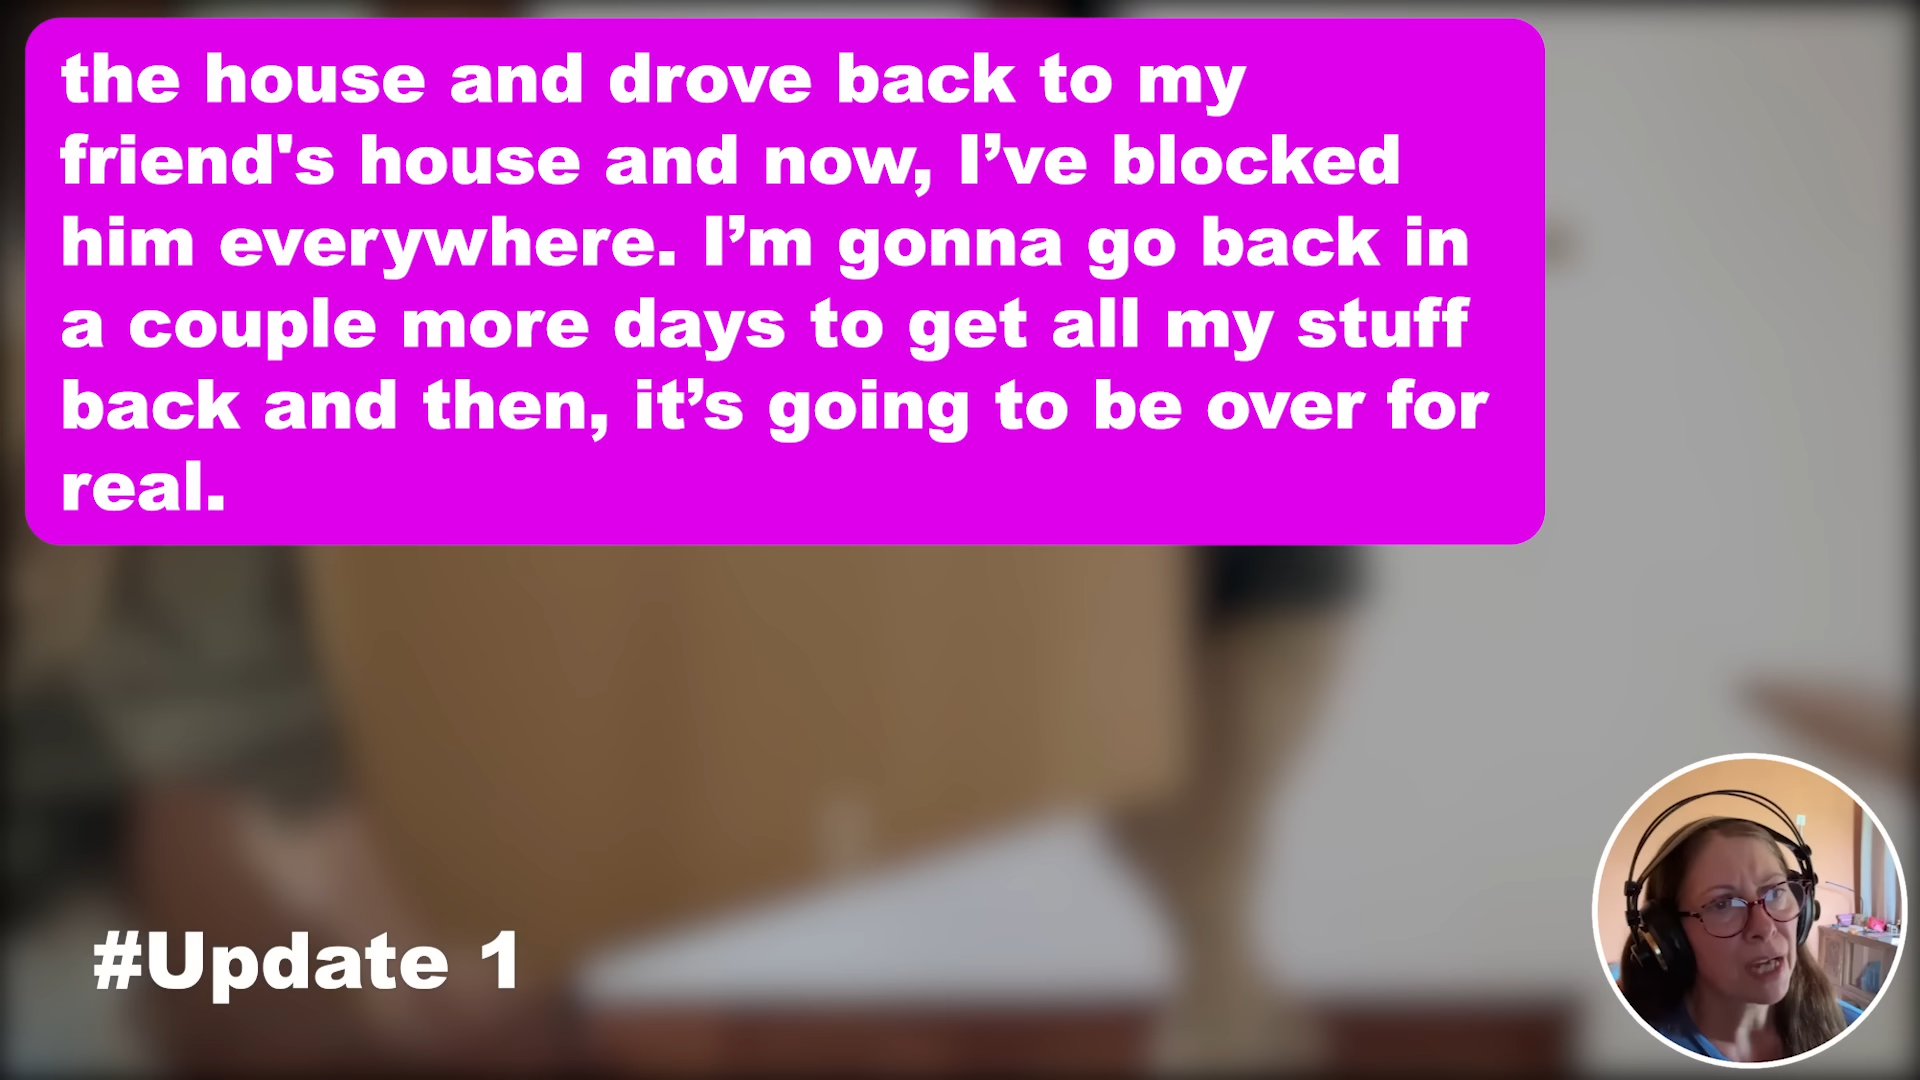 the house and drove back to my
friend's house and now, I’ve blocked
him everywhere. I’m gonna go back in
a couple more days to get all my stuff
back and then, it’s going to be over for
real.
#Update 1